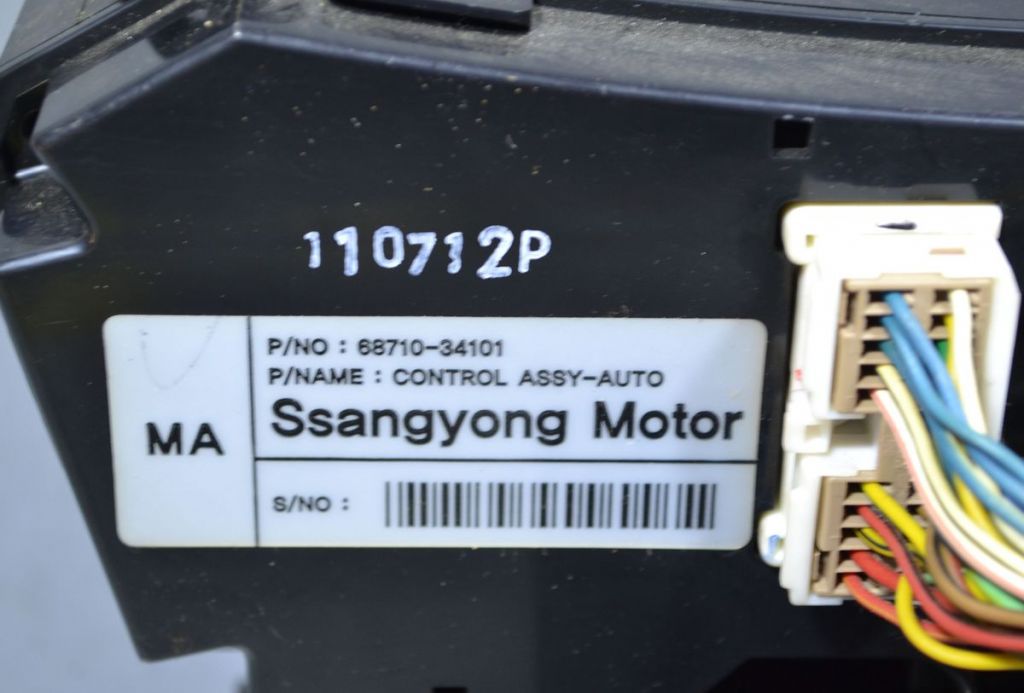 110712P
P/NO : 68710-34101
P/NAME : CONTROL ASSY-AUTO
MA
Ssangyong Motor
S/NO :